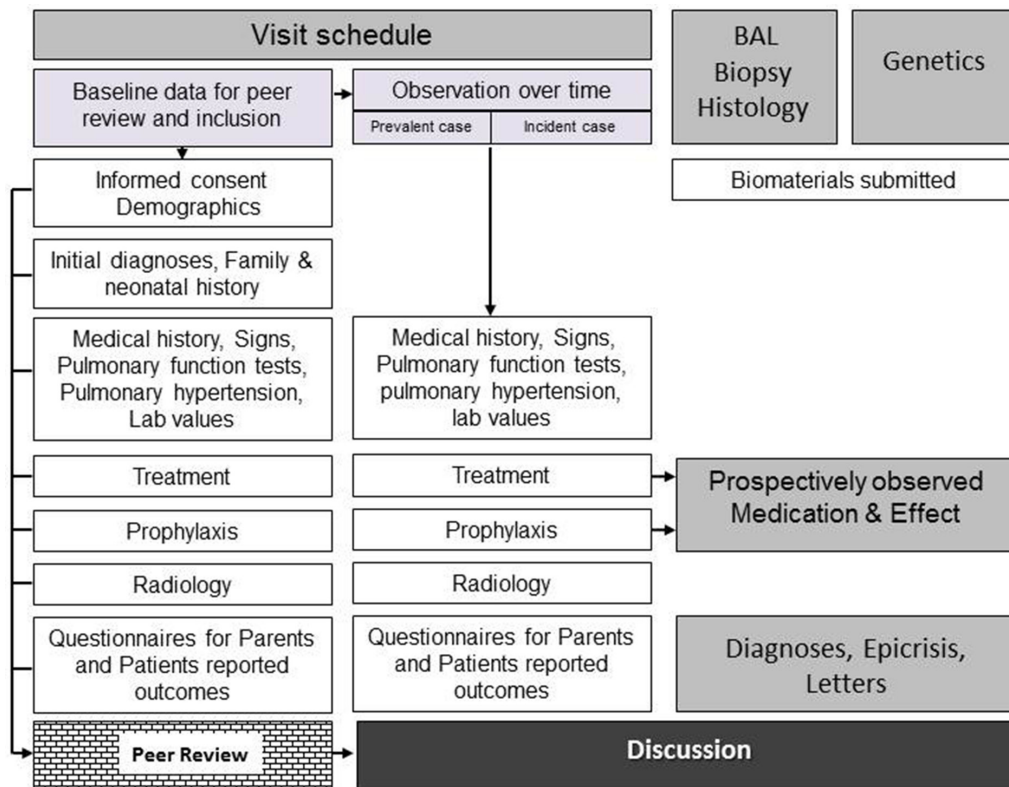 Visit schedule
BAL
Biopsy
Histology
Genetics
Baseline data for peer
review and inclusion
Observation over time
Prevalent case
Incident case
Informed consent
Demographics
Biomaterials submitted
Initial diagnoses, Family &
neonatal history
Medical history, Signs,
Pulmonary function tests,
Pulmonary hypertension,
Lab values
Medical history, Signs,
Pulmonary function tests,
pulmonary hypertension,
lab values
Treatment
Treatment
Prospectively observed
Medication & Effect
Prophylaxis
Prophylaxis
Radiology
Radiology
Questionnaires for Parents
and Patients reported
outcomes
Questionnaires for Parents
and Patients reported
outcomes
Diagnoses, Epicrisis,
Letters
Peer Review
Discussion